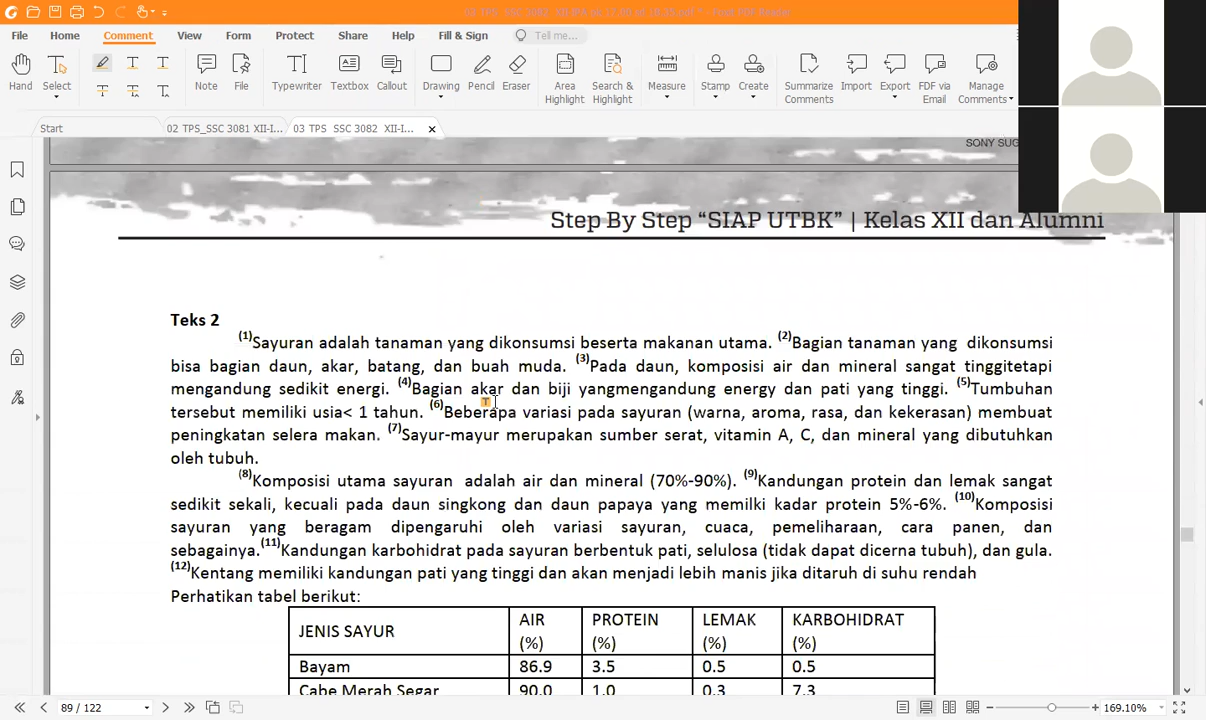 03 TPS_SSC 3082
File Home Comment View Form Protect Share Help Fill & Sign Tell me...
Hand Select Note File Typewriter Textbox Callout Drawing Pencil Eraser Area Highlight Search & Highlight Measure Stamp Create Summarize Comments Import Export FDF via Email Manage Comments
Start 02 TPS_SSC 3081 XII-I... 03 TPS SSC 3082 XII-I...
SONY SUG
Step By Step “SIAP UTBK” | Kelas XII dan Alumni
Teks 2
(1)Sayuran adalah tanaman yang dikonsumsi beserta makanan utama. (2)Bagian tanaman yang dikonsumsi
bisa bagian daun, akar, batang, dan buah muda. (3)Pada daun, komposisi air dan mineral sangat tinggitetapi
mengandung sedikit energi. (4)Bagian akar dan biji yangmengandung energy dan pati yang tinggi. (5)Tumbuhan
tersebut memiliki usia< 1 tahun. (6)Beberapa variasi pada sayuran (warna, aroma, rasa, dan kekerasan) membuat
peningkatan selera makan. (7)Sayur-mayur merupakan sumber serat, vitamin A, C, dan mineral yang dibutuhkan
oleh tubuh.
(8)Komposisi utama sayuran adalah air dan mineral (70%-90%). (9)Kandungan protein dan lemak sangat
sedikit sekali, kecuali pada daun singkong dan daun papaya yang memilki kadar protein 5%-6%. (10)Komposisi
sayuran yang beragam dipengaruhi oleh variasi sayuran, cuaca, pemeliharaan, cara panen, dan
sebagainya.(11)Kandungan karbohidrat pada sayuran berbentuk pati, selulosa (tidak dapat dicerna tubuh), dan gula.
(12)Kentang memiliki kandungan pati yang tinggi dan akan menjadi lebih manis jika ditaruh di suhu rendah
Perhatikan tabel berikut:
JENIS SAYUR AIR (%) PROTEIN (%) LEMAK (%) KARBOHIDRAT (%)
Bayam 86.9 3.5 0.5 0.5
Cabe Merah Segar 90.0 1.0 0.3 7.3
89 / 122 169.10%